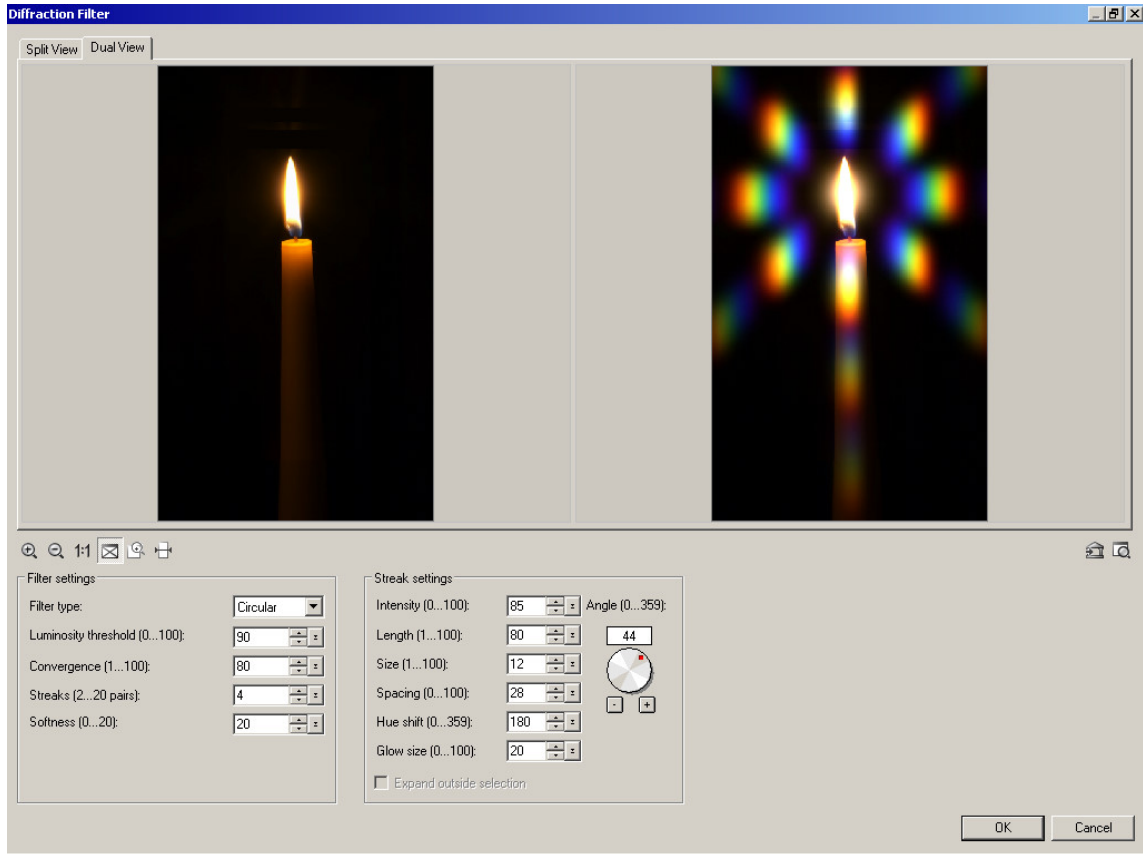 Diffraction Filter
Split View Dual View
1:1
Filter settings
Filter type: Circular
Luminosity threshold (0...100): 90
Convergence (1...100): 80
Streaks (2...20 pairs): 4
Softness (0...20): 20
Streak settings
Intensity (0...100): 85
Length (1...100): 80
Size (1...100): 12
Spacing (0...100): 28
Hue shift (0...359): 180
Glow size (0...100): 20
Expand outside selection
Angle (0...359):
44
- +
OK Cancel